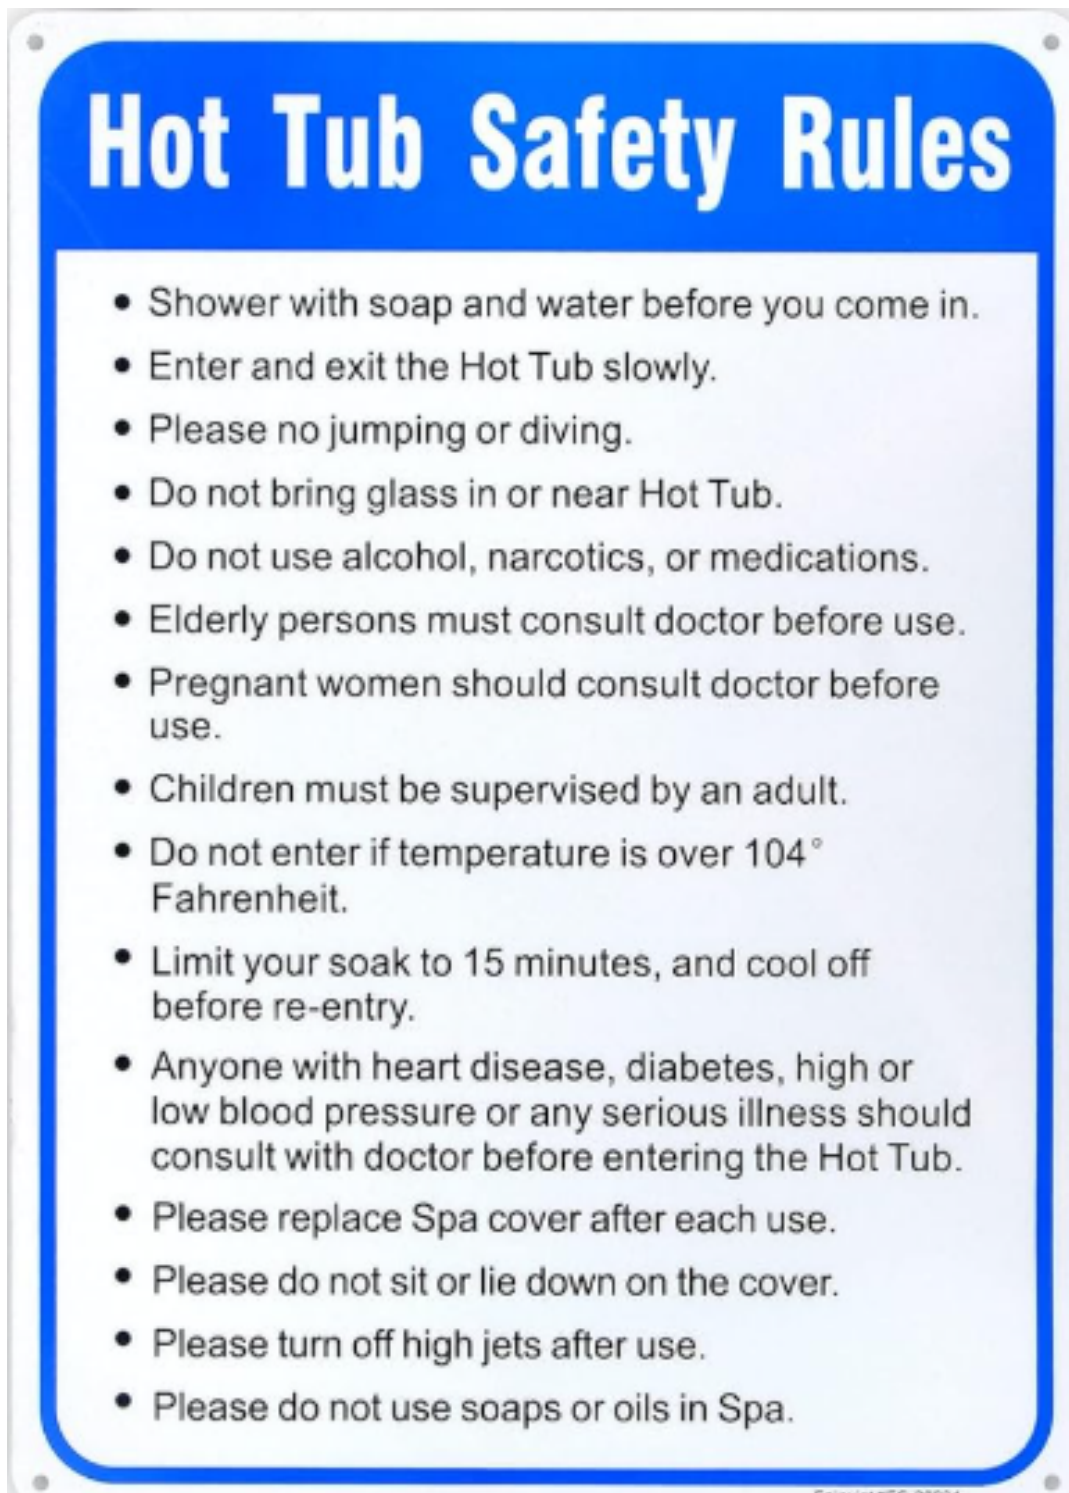 Hot Tub Safety Rules
• Shower with soap and water before you come in.
• Enter and exit the Hot Tub slowly.
• Please no jumping or diving.
• Do not bring glass in or near Hot Tub.
• Do not use alcohol, narcotics, or medications.
• Elderly persons must consult doctor before use.
• Pregnant women should consult doctor before
use.
• Children must be supervised by an adult.
• Do not enter if temperature is over 104°
Fahrenheit.
• Limit your soak to 15 minutes, and cool off
before re-entry.
• Anyone with heart disease, diabetes, high or
low blood pressure or any serious illness should
consult with doctor before entering the Hot Tub.
• Please replace Spa cover after each use.
• Please do not sit or lie down on the cover.
• Please turn off high jets after use.
• Please do not use soaps or oils in Spa.